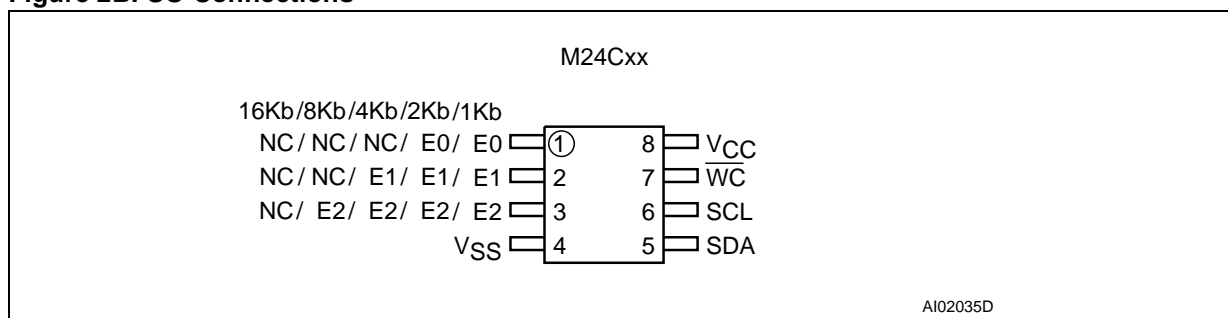 M24Cxx
16Kb/8Kb/4Kb/2Kb/1Kb
NC/ NC/ NC/ E0/ E0 1 8 VCC
NC/ NC/ E1/ E1/ E1 2 7 WC
NC/ E2/ E2/ E2/ E2 3 6 SCL
VSS 4 5 SDA
AI02035D